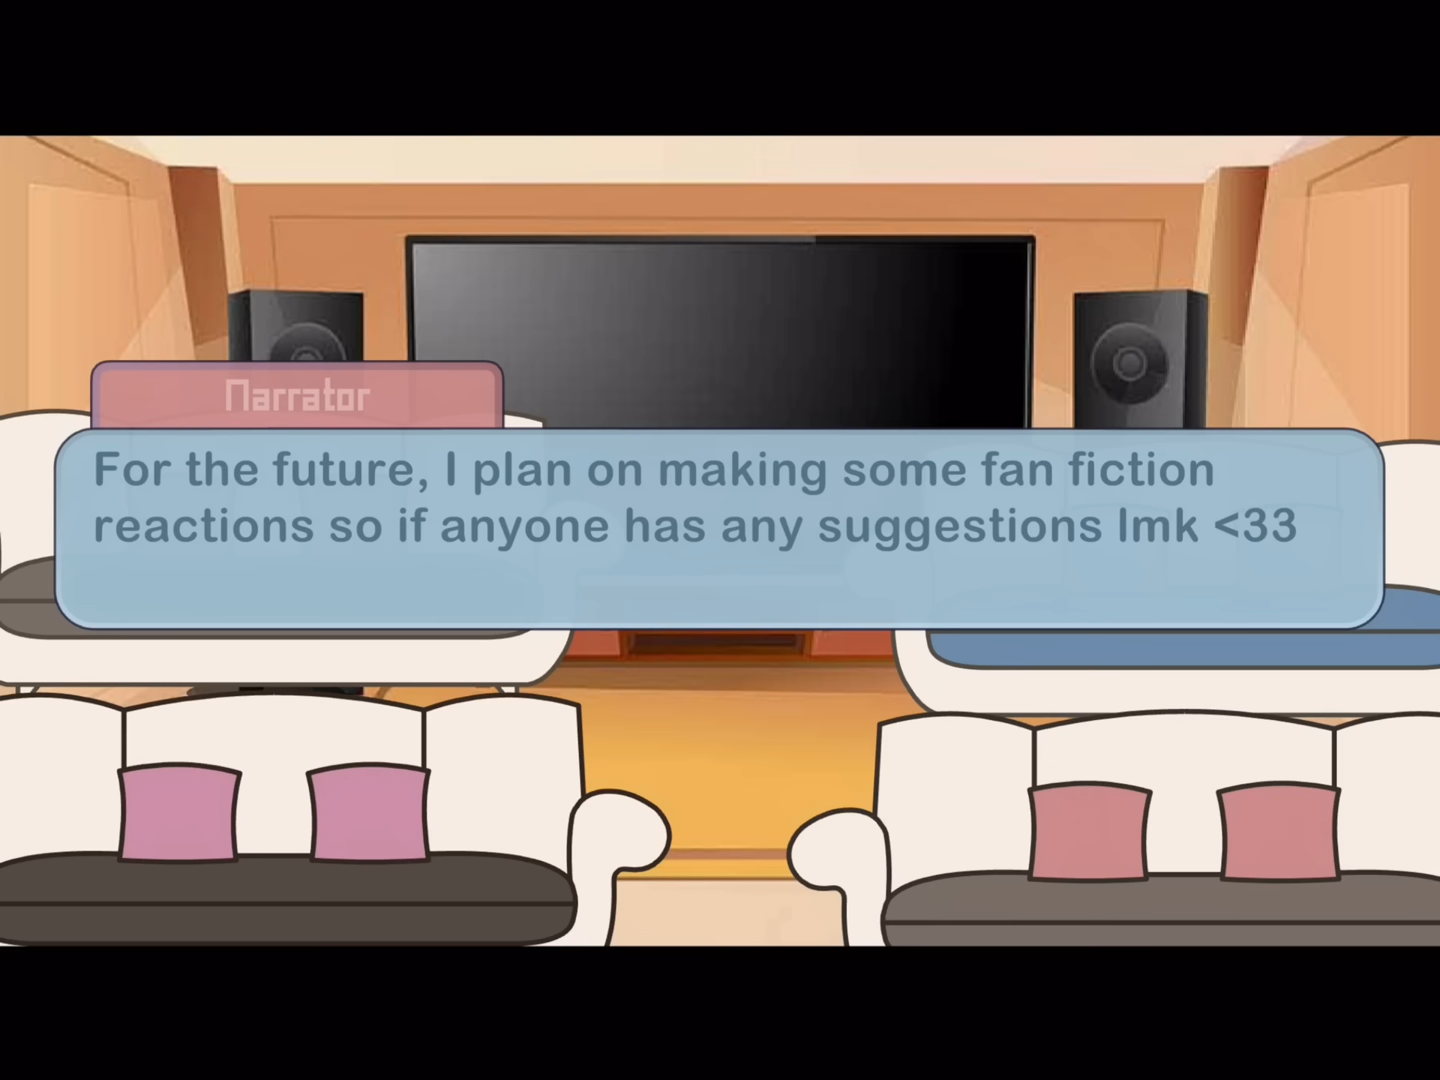 Narrator
For the future, I plan on making some fan fiction
reactions so if anyone has any suggestions lmk <33